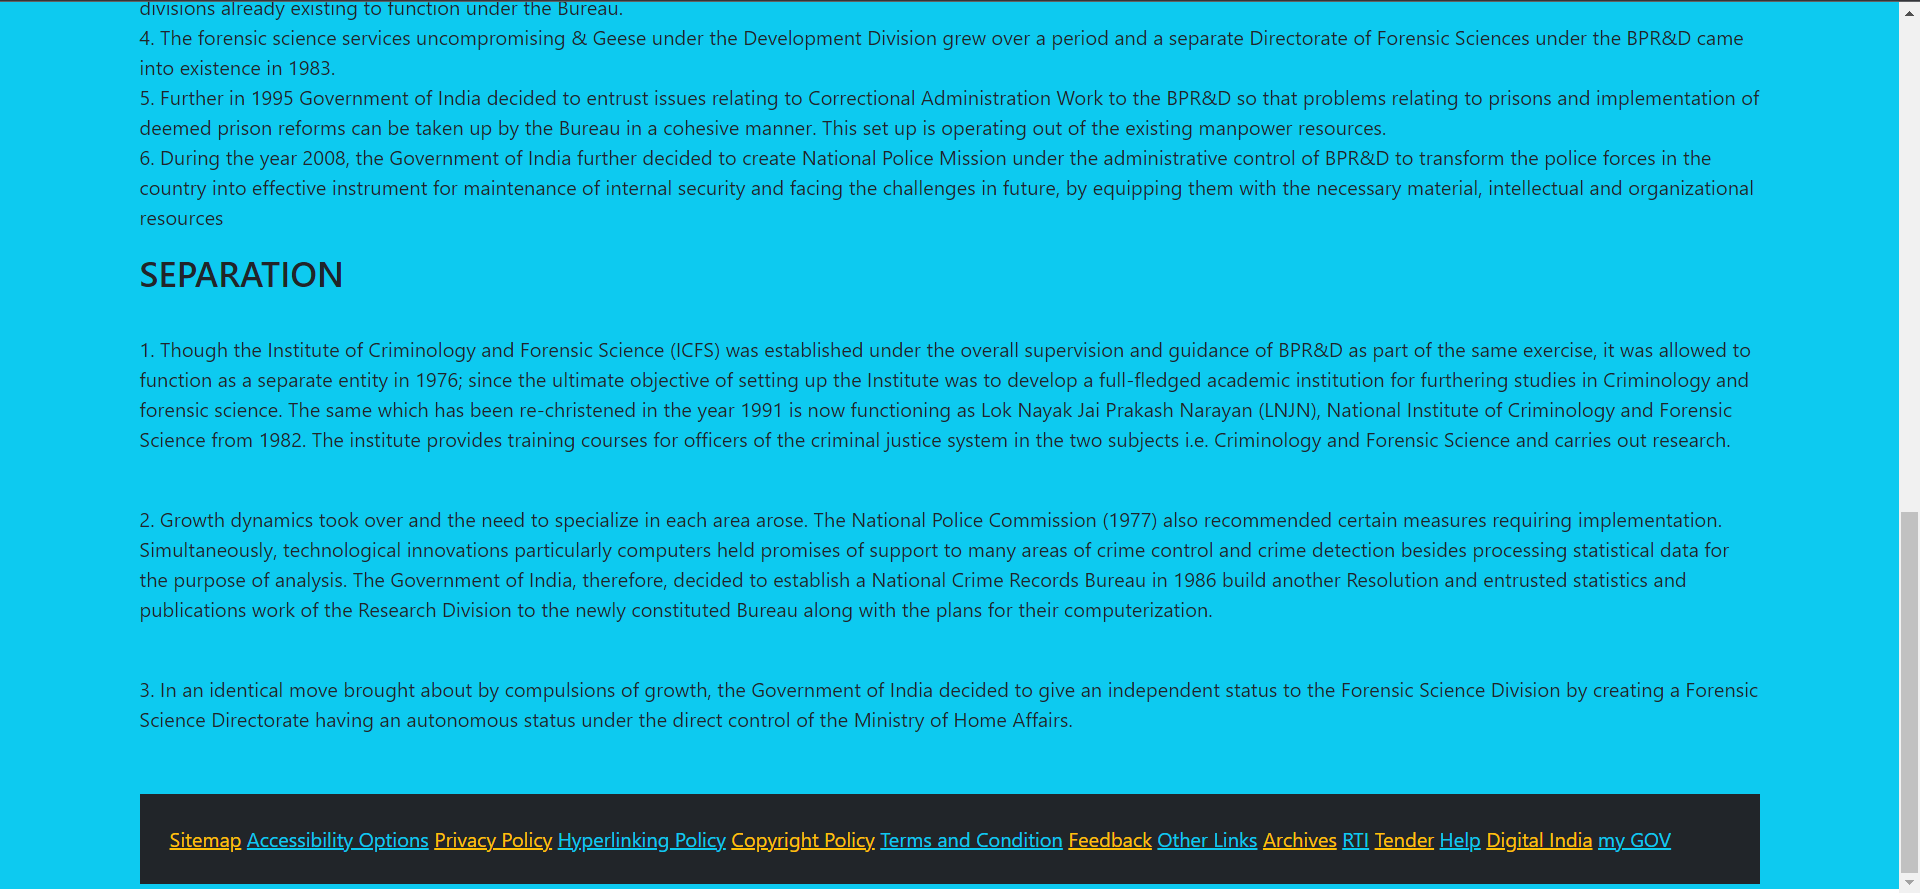 divisions already existing to function under the Bureau.
4. The forensic science services uncompromising & Geese under the Development Division grew over a period and a separate Directorate of Forensic Sciences under the BPR&D came
into existence in 1983.
5. Further in 1995 Government of India decided to entrust issues relating to Correctional Administration Work to the BPR&D so that problems relating to prisons and implementation of
deemed prison reforms can be taken up by the Bureau in a cohesive manner. This set up is operating out of the existing manpower resources.
6. During the year 2008, the Government of India further decided to create National Police Mission under the administrative control of BPR&D to transform the police forces in the
country into effective instrument for maintenance of internal security and facing the challenges in future, by equipping them with the necessary material, intellectual and organizational
resources
SEPARATION
1. Though the Institute of Criminology and Forensic Science (ICFS) was established under the overall supervision and guidance of BPR&D as part of the same exercise, it was allowed to
function as a separate entity in 1976; since the ultimate objective of setting up the Institute was to develop a full-fledged academic institution for furthering studies in Criminology and
forensic science. The same which has been re-christened in the year 1991 is now functioning as Lok Nayak Jai Prakash Narayan (LNJN), National Institute of Criminology and Forensic
Science from 1982. The institute provides training courses for officers of the criminal justice system in the two subjects i.e. Criminology and Forensic Science and carries out research.
2. Growth dynamics took over and the need to specialize in each area arose. The National Police Commission (1977) also recommended certain measures requiring implementation.
Simultaneously, technological innovations particularly computers held promises of support to many areas of crime control and crime detection besides processing statistical data for
the purpose of analysis. The Government of India, therefore, decided to establish a National Crime Records Bureau in 1986 build another Resolution and entrusted statistics and
publications work of the Research Division to the newly constituted Bureau along with the plans for their computerization.
3. In an identical move brought about by compulsions of growth, the Government of India decided to give an independent status to the Forensic Science Division by creating a Forensic
Science Directorate having an autonomous status under the direct control of the Ministry of Home Affairs.
Sitemap Accessibility Options Privacy Policy Hyperlinking Policy Copyright Policy Terms and Condition Feedback Other Links Archives RTI Tender Help Digital India my GOV